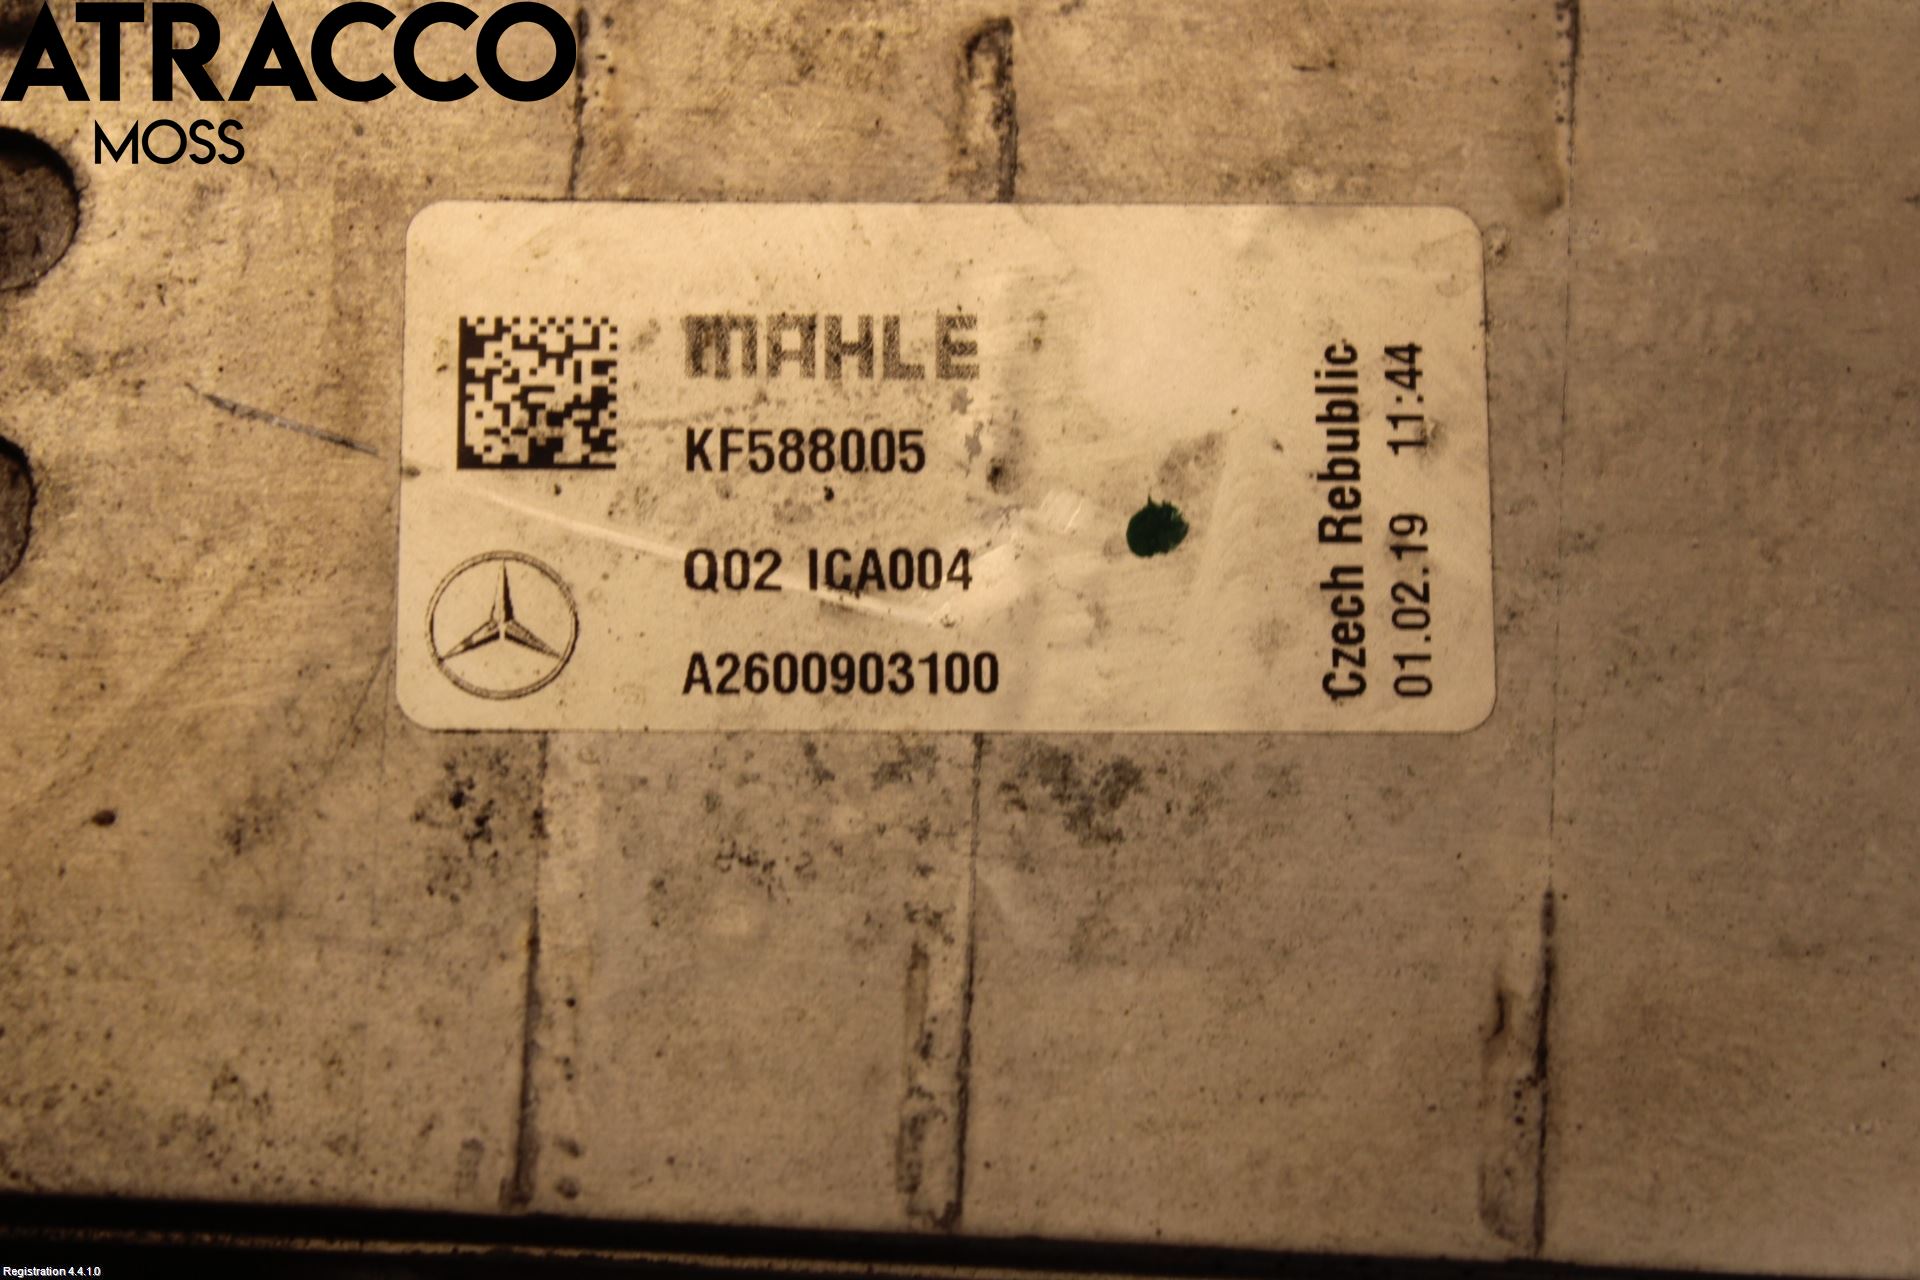 ATRACCO
MOSS
MAHLE
KF588005
Q02 ICA004
A2600903100
Czech Rebublic
01.02.19 11:44
Registration 4.4.1.0